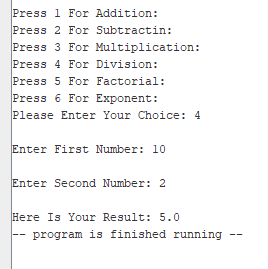 Press 1 For Addition:
Press 2 For Subtractin:
Press 3 For Multiplication:
Press 4 For Division:
Press 5 For Factorial:
Press 6 For Exponent:
Please Enter Your Choice: 4
Enter First Number: 10
Enter Second Number: 2
Here Is Your Result: 5.0
-- program is finished running --